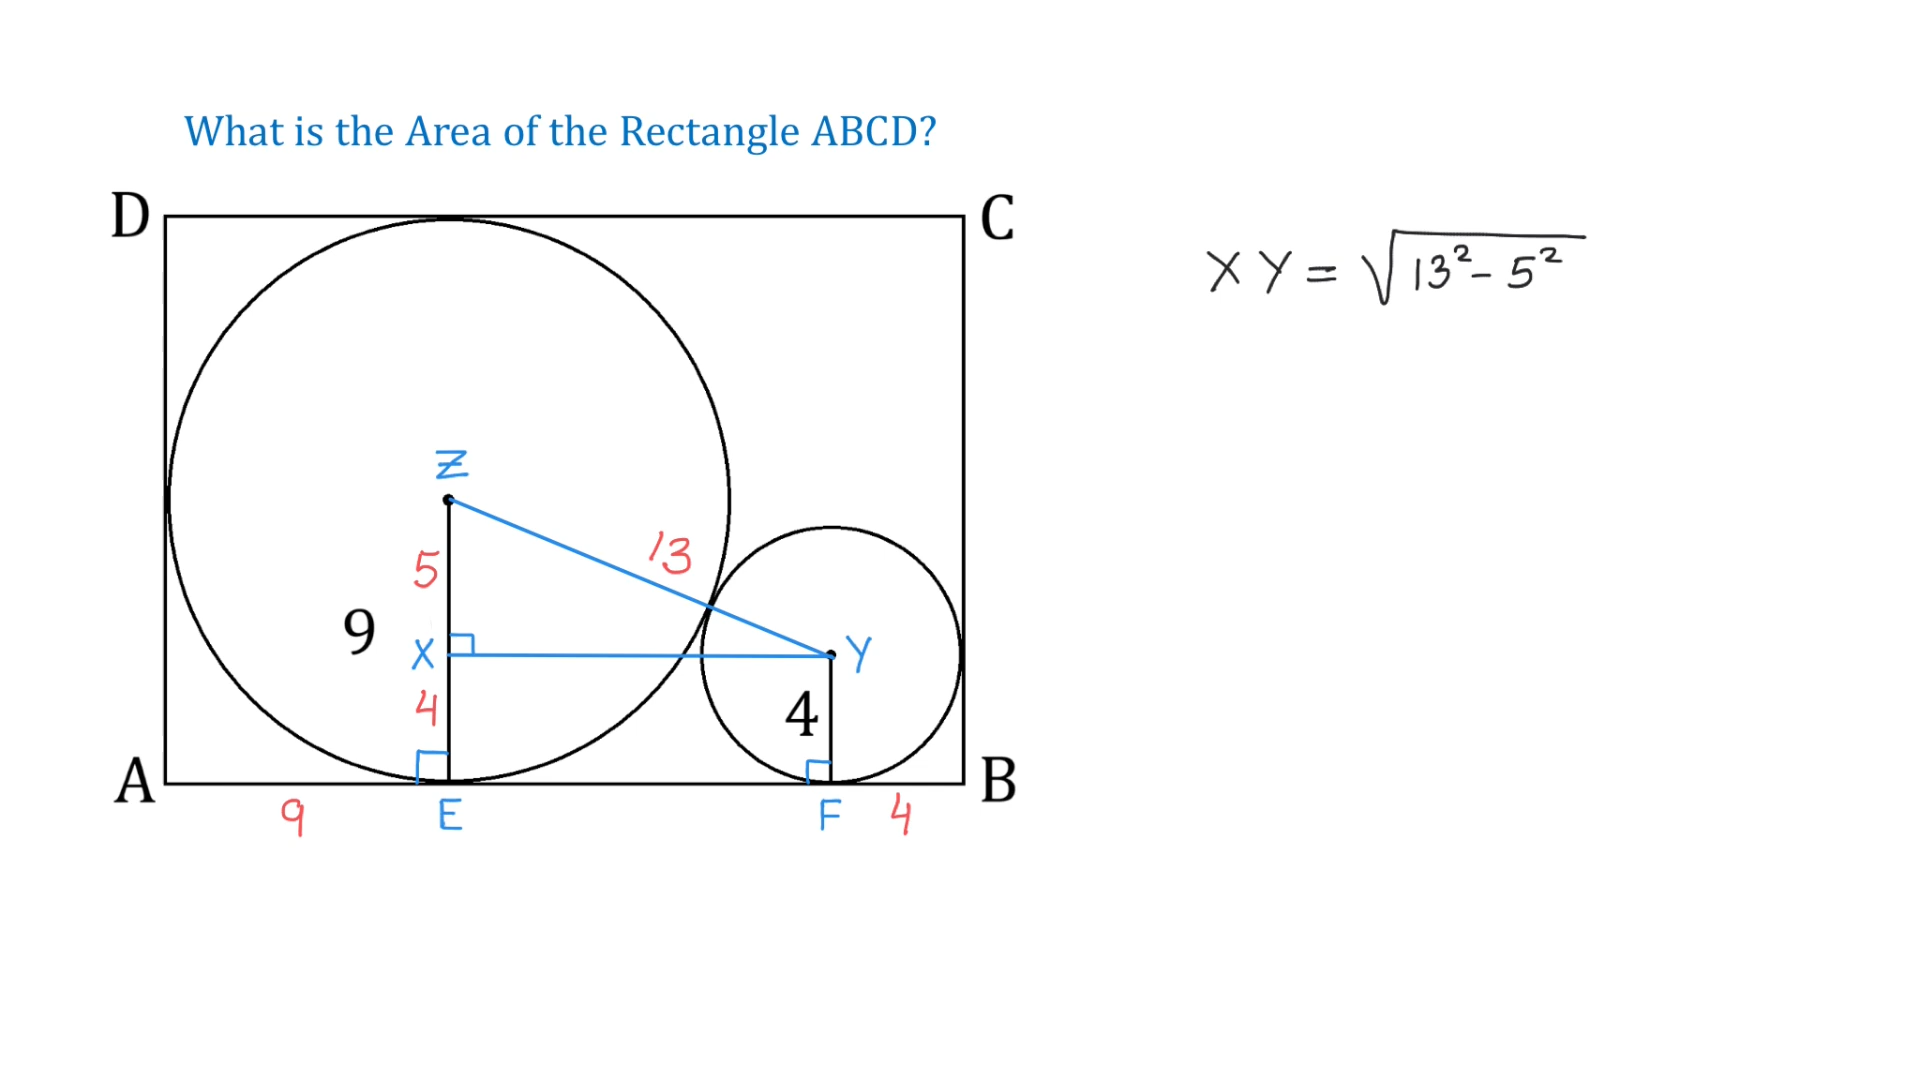 What is the Area of the Rectangle ABCD?
D
C
XY = √13² - 5²
Z
5
13
9
X
Y
4
4
A
B
9
E
F
4